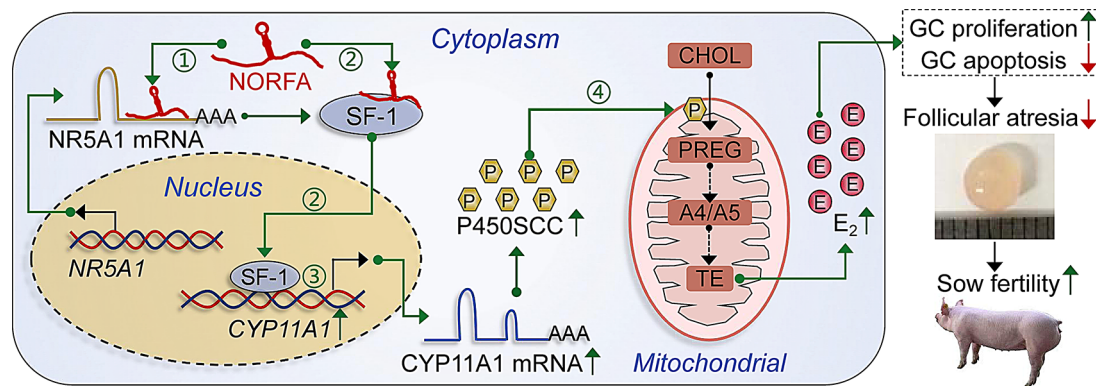 Cytoplasm
①
②
NORFA
AAA
NR5A1 mRNA
SF-1
Nucleus
②
NR5A1
SF-1
③
CYP11A1
P
P
P
P
P
P
P450SCC
④
AAA
CYP11A1 mRNA
CHOL
P
PREG
A4/A5
TE
Mitochondrial
E
E
E
E
E
E
E
E₂
GC proliferation
GC apoptosis
Follicular atresia
Sow fertility